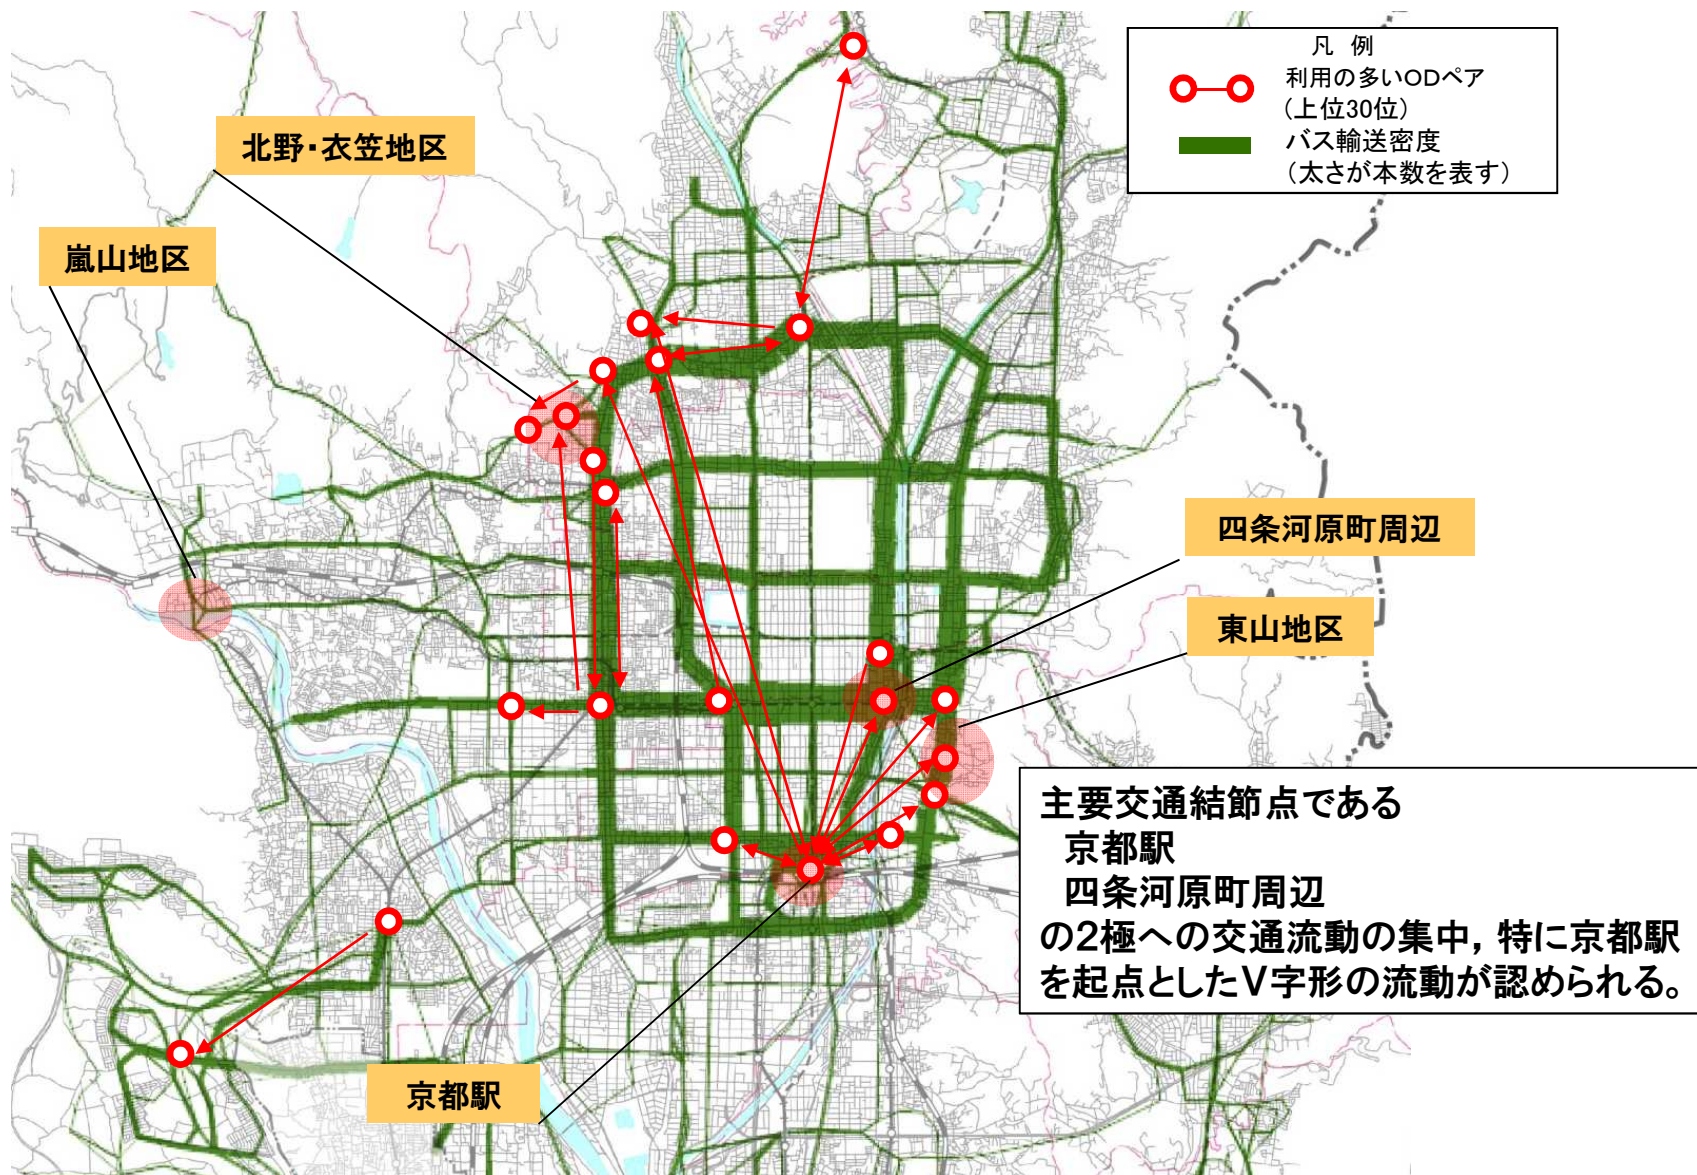 凡 例
利用の多いODペア
(上位30位)
バス輸送密度
(太さが本数を表す)
北野・衣笠地区
嵐山地区
四条河原町周辺
東山地区
主要交通結節点である
京都駅
四条河原町周辺
の2極への交通流動の集中，特に京都駅
を起点としたV字形の流動が認められる。
京都駅